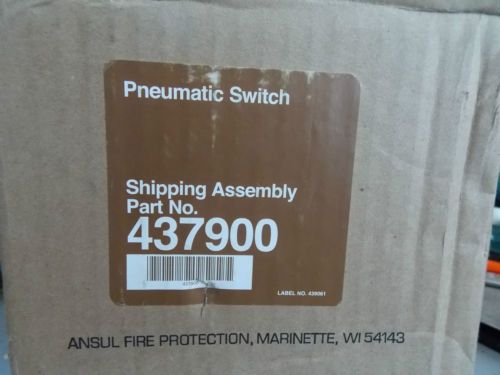 Pneumatic Switch
Shipping Assembly
Part No.
437900
LABEL NO. 439061
ANSUL FIRE PROTECTION, MARINETTE, WI 54143